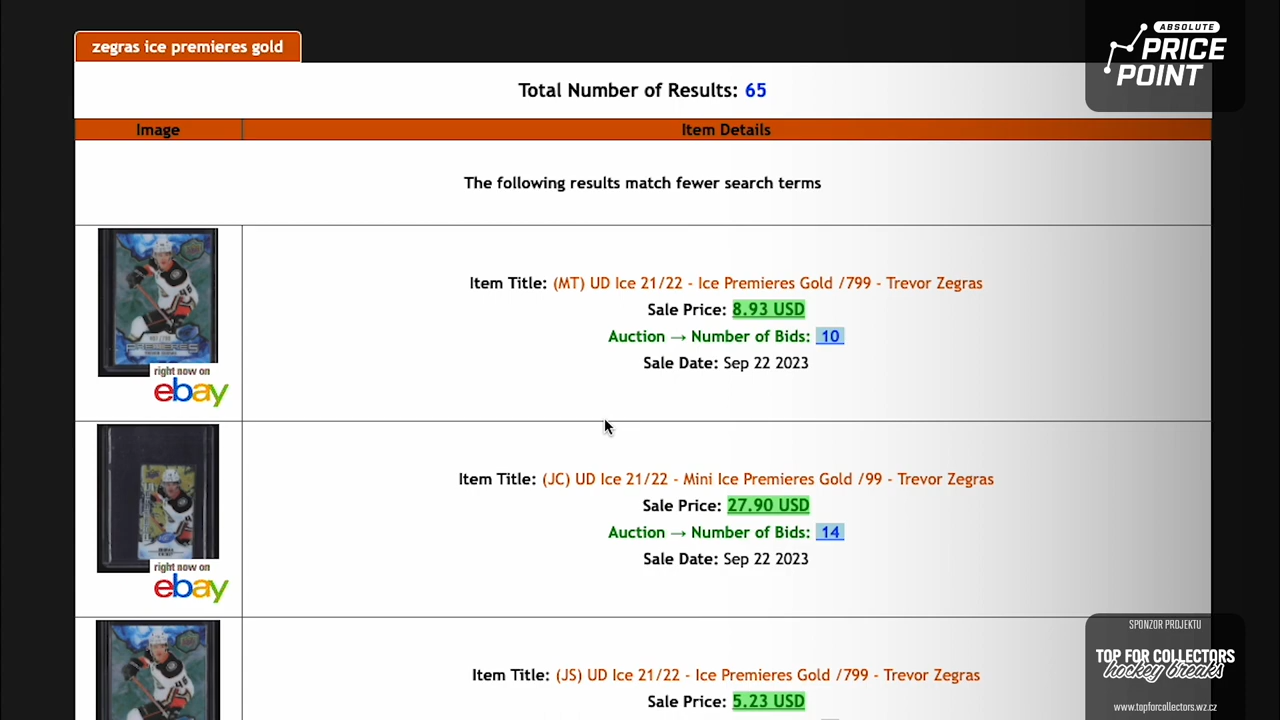 ABSOLUTE
PRICE
POINT
zegras ice premieres gold
Total Number of Results: 65
Image
Item Details
The following results match fewer search terms
Item Title: (MT) UD Ice 21/22 - Ice Premieres Gold /799 - Trevor Zegras
Sale Price: 8.93 USD
Auction → Number of Bids: 10
Sale Date: Sep 22 2023
right now on
ebay
Item Title: (JC) UD Ice 21/22 - Mini Ice Premieres Gold /99 - Trevor Zegras
Sale Price: 27.90 USD
Auction → Number of Bids: 14
Sale Date: Sep 22 2023
right now on
ebay
Item Title: (JS) UD Ice 21/22 - Ice Premieres Gold /799 - Trevor Zegras
Sale Price: 5.23 USD
SPONZOR PROJEKTU
TOP FOR COLLECTORS
hockey breaks
www.topforcollectors.wz.cz